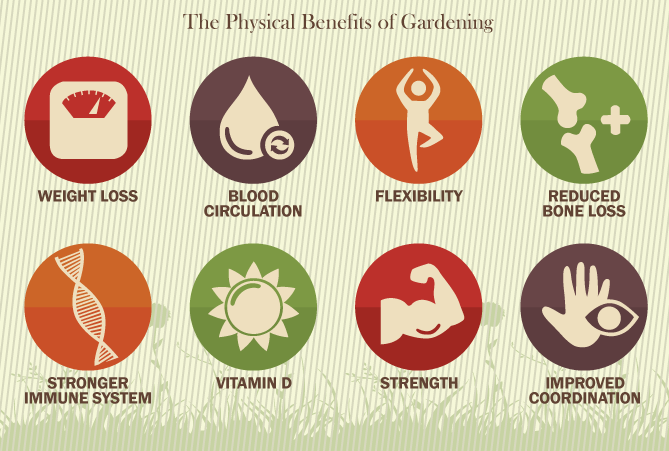 The Physical Benefits of Gardening
WEIGHT LOSS
BLOOD
CIRCULATION
FLEXIBILITY
REDUCED
BONE LOSS
STRONGER
IMMUNE SYSTEM
VITAMIN D
STRENGTH
IMPROVED
COORDINATION